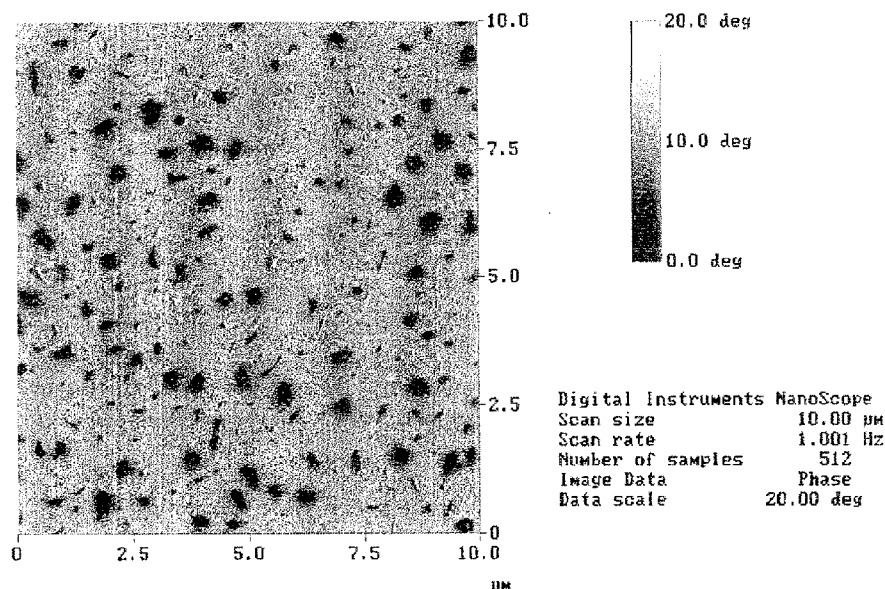 10.0
7.5
5.0
2.5
0
0 2.5 5.0 7.5 10.0
μm
20.0 deg
10.0 deg
0.0 deg
Digital Instruments NanoScope
Scan size 10.00 μm
Scan rate 1.001 Hz
Number of samples 512
Image Data Phase
Data scale 20.00 deg